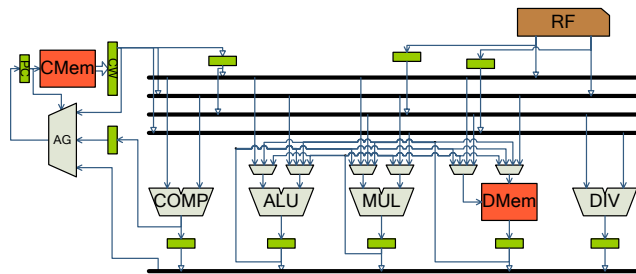 RF
PC
CMem
CW
AG
COMP
ALU
MUL
DMem
DIV